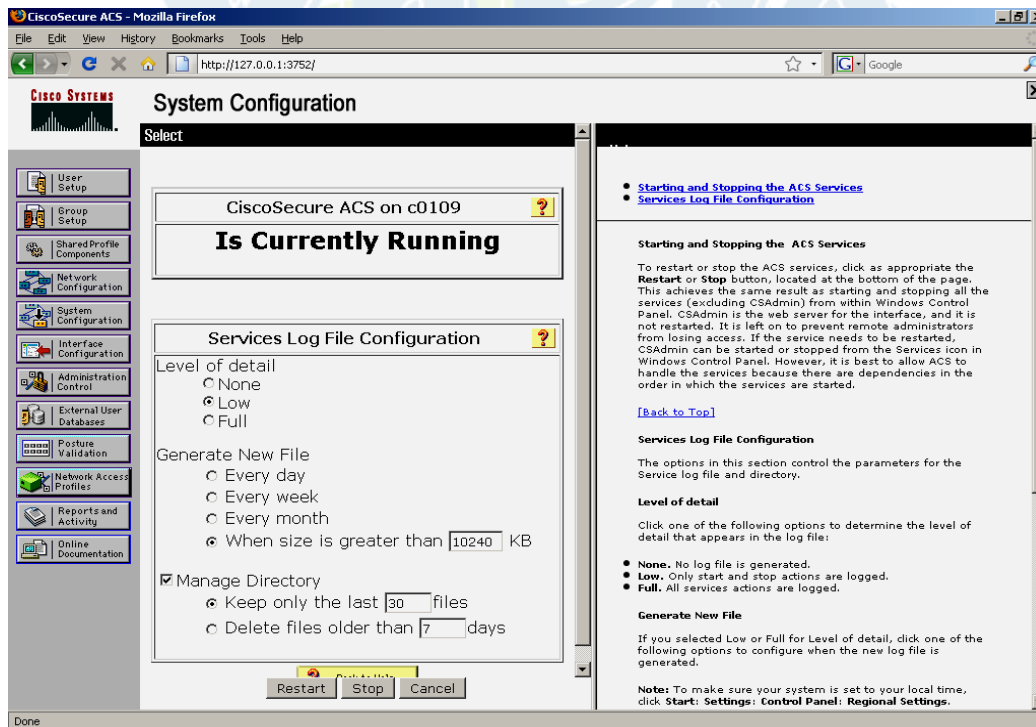 CiscoSecure ACS - Mozilla Firefox
File Edit View History Bookmarks Tools Help
http://127.0.0.1:3752/
G Google
CISCO SYSTEMS
System Configuration
Select
User Setup
Group Setup
Shared Profile Components
Network Configuration
System Configuration
Interface Configuration
Administration Control
External User Databases
Posture Validation
Network Access Profiles
Reports and Activity
Online Documentation
CiscoSecure ACS on c0109
?
Is Currently Running
Services Log File Configuration
?
Level of detail
None
Low
Full
Generate New File
Every day
Every week
Every month
When size is greater than 10240 KB
Manage Directory
Keep only the last 30 files
Delete files older than 7 days
? Back to Help
Restart Stop Cancel
Starting and Stopping the ACS Services
Services Log File Configuration
Starting and Stopping the ACS Services
To restart or stop the ACS services, click as appropriate the
Restart or Stop button, located at the bottom of the page.
This achieves the same result as starting and stopping all the
services (excluding CSAdmin) from within Windows Control
Panel. CSAdmin is the web server for the interface, and it is
not restarted. It is left on to prevent remote administrators
from losing access. If the service needs to be restarted,
CSAdmin can be started or stopped from the Services icon in
Windows Control Panel. However, it is best to allow ACS to
handle the services because there are dependencies in the
order in which the services are started.
[Back to Top]
Services Log File Configuration
The options in this section control the parameters for the
Service log file and directory.
Level of detail
Click one of the following options to determine the level of
detail that appears in the log file:
None. No log file is generated.
Low. Only start and stop actions are logged.
Full. All services actions are logged.
Generate New File
If you selected Low or Full for Level of detail, click one of the
following options to configure when the new log file is
generated.
Note: To make sure your system is set to your local time,
click Start: Settings: Control Panel: Regional Settings.
Done